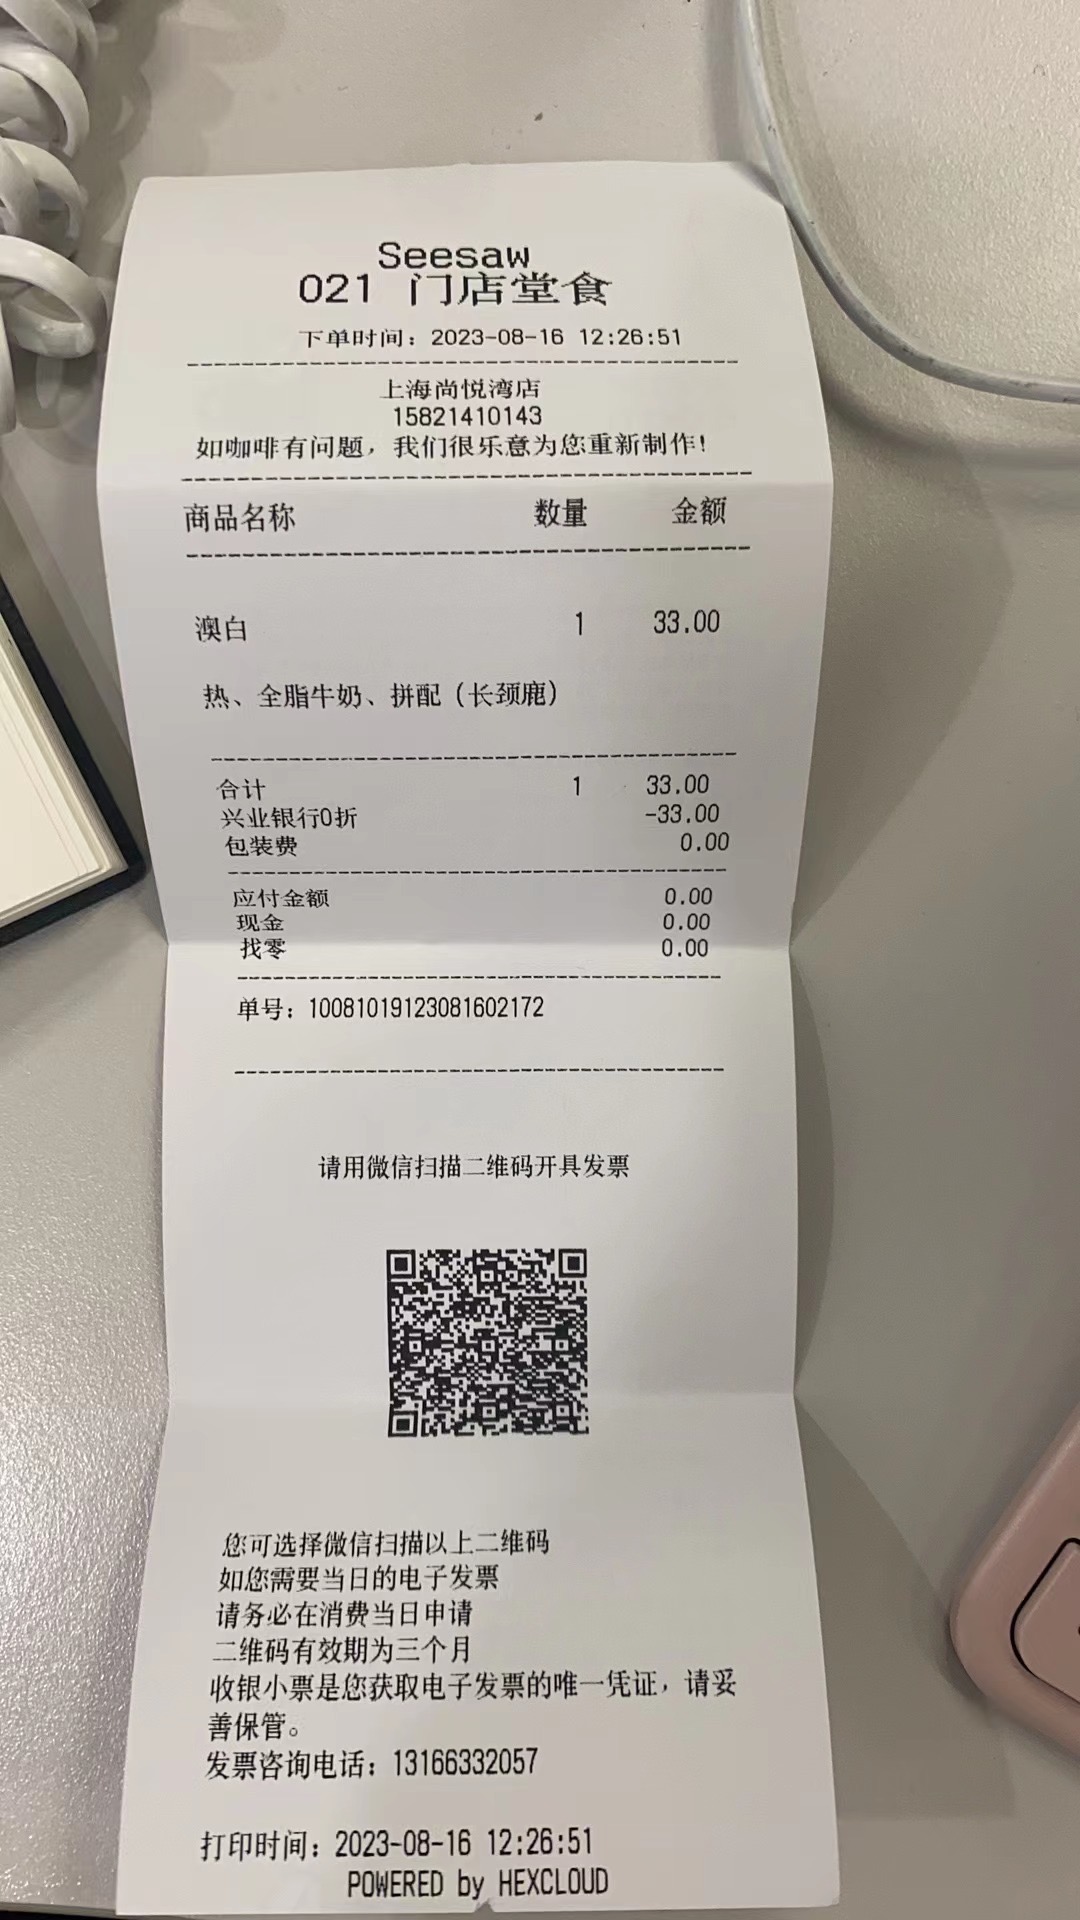 Seesaw
021 门店堂食
下单时间：2023-08-16 12:26:51
上海尚悦湾店
15821410143
如咖啡有问题，我们很乐意为您重新制作！
商品名称 数量 金额
澳白 1 33.00
热、全脂牛奶、拼配（长颈鹿）
合计 1 33.00
兴业银行0折 -33.00
包装费 0.00
应付金额 0.00
现金 0.00
找零 0.00
单号：10081019123081602172
请用微信扫描二维码开具发票
您可选择微信扫描以上二维码
如您需要当日的电子发票
请务必在消费当日申请
二维码有效期为三个月
收银小票是您获取电子发票的唯一凭证，请妥
善保管。
发票咨询电话：13166332057
打印时间：2023-08-16 12:26:51
POWERED by HEXCLOUD